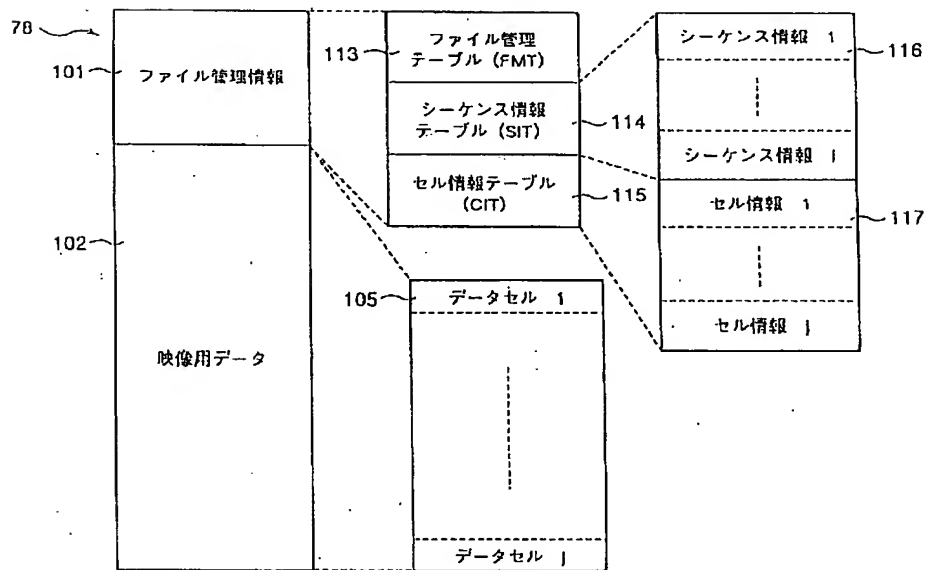 78
101
ファイル管理情報
102
映像用データ
113
ファイル管理
テーブル (FMT)
シーケンス情報
テーブル (SIT)
114
セル情報テーブル
(CIT)
115
シーケンス情報 1
116
シーケンス情報 i
セル情報 1
117
セル情報 j
105
データセル 1
データセル j